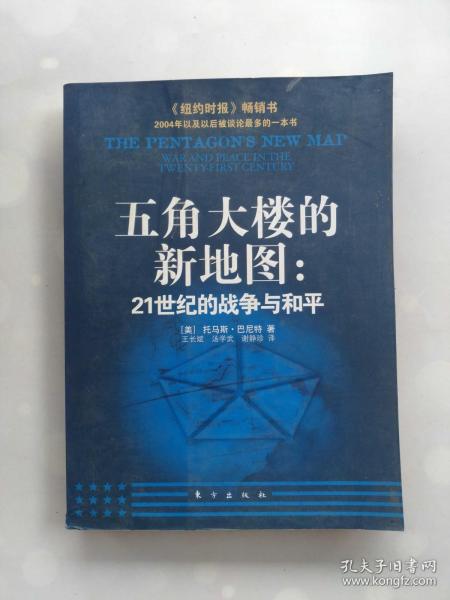 《纽约时报》畅销书
2004年以及以后被谈论最多的一本书
THE PENTAGON'S NEW MAP
WAR AND PEACE IN THE
TWENTY-FIRST CENTURY
五角大楼的
新地图：
21世纪的战争与和平
［美］ 托马斯·巴尼特 著
王长斌 汤学武 谢静珍 译
东方出版社
孔夫子旧书网
www.kongfz.com